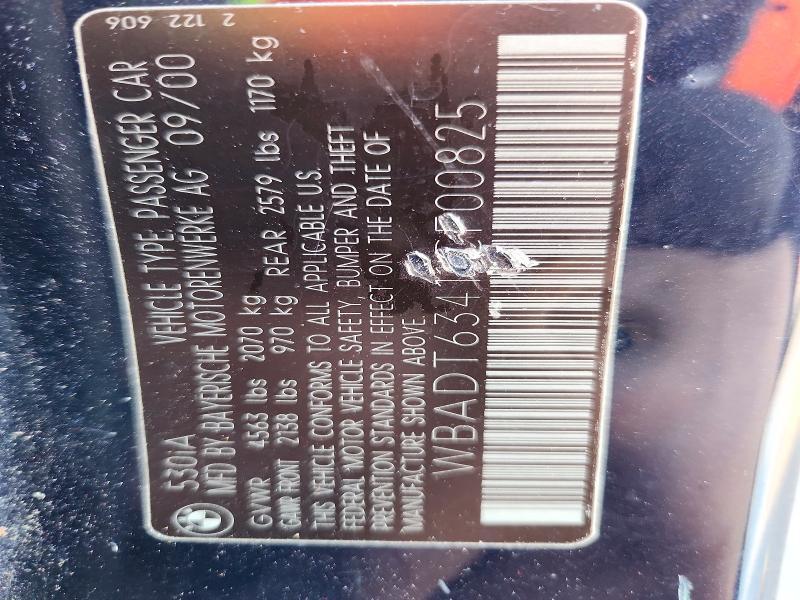 2 122 606
530iA VEHICLE TYPE: PASSENGER CAR
MFD BY BAYERISCHE MOTORENWERKE AG 09/00
GVWR 4563 lbs 2070 kg
GAWR FRONT 2138 lbs 970 kg REAR 2579 lbs 1170 kg
THIS VEHICLE CONFORMS TO ALL APPLICABLE U.S.
FEDERAL MOTOR VEHICLE SAFETY, BUMPER AND THEFT
PREVENTION STANDARDS IN EFFECT ON THE DATE OF
MANUFACTURE SHOWN ABOVE.